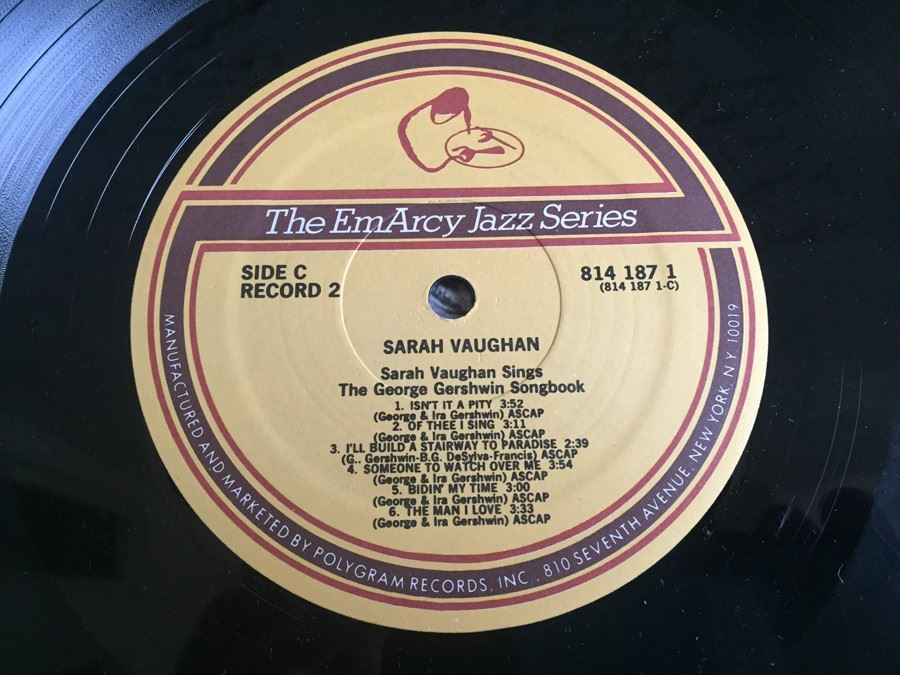 The EmArcy Jazz Series
SIDE C
RECORD 2
814 187 1
(814 187 1-C)
SARAH VAUGHAN
Sarah Vaughan Sings
The George Gershwin Songbook
1. ISN'T IT A PITY 3:52
(George & Ira Gershwin) ASCAP
2. OF THEE I SING 3:11
(George & Ira Gershwin) ASCAP
3. I'LL BUILD A STAIRWAY TO PARADISE 2:39
(G.. Gershwin-B.G. DeSylva-Francis) ASCAP
4. SOMEONE TO WATCH OVER ME 3:54
(George & Ira Gershwin) ASCAP
5. BIDIN' MY TIME 3:00
(George & Ira Gershwin) ASCAP
6. THE MAN I LOVE 3:33
(George & Ira Gershwin) ASCAP
MANUFACTURED AND MARKETED BY POLYGRAM RECORDS, INC., 810 SEVENTH AVENUE, NEW YORK, N.Y. 10019